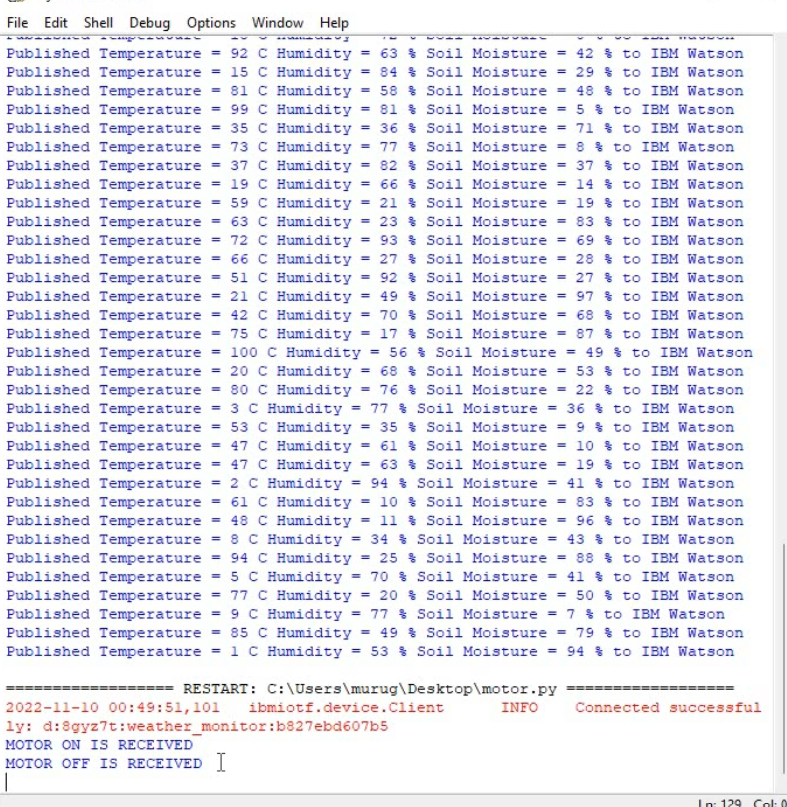 File Edit Shell Debug Options Window Help
Published Temperature = 92 C Humidity = 63 % Soil Moisture = 42 % to IBM Watson
Published Temperature = 15 C Humidity = 84 % Soil Moisture = 29 % to IBM Watson
Published Temperature = 81 C Humidity = 58 % Soil Moisture = 48 % to IBM Watson
Published Temperature = 99 C Humidity = 81 % Soil Moisture = 5 % to IBM Watson
Published Temperature = 35 C Humidity = 36 % Soil Moisture = 71 % to IBM Watson
Published Temperature = 73 C Humidity = 77 % Soil Moisture = 8 % to IBM Watson
Published Temperature = 37 C Humidity = 82 % Soil Moisture = 37 % to IBM Watson
Published Temperature = 19 C Humidity = 66 % Soil Moisture = 14 % to IBM Watson
Published Temperature = 59 C Humidity = 21 % Soil Moisture = 19 % to IBM Watson
Published Temperature = 63 C Humidity = 23 % Soil Moisture = 83 % to IBM Watson
Published Temperature = 72 C Humidity = 93 % Soil Moisture = 69 % to IBM Watson
Published Temperature = 66 C Humidity = 27 % Soil Moisture = 28 % to IBM Watson
Published Temperature = 51 C Humidity = 92 % Soil Moisture = 27 % to IBM Watson
Published Temperature = 21 C Humidity = 49 % Soil Moisture = 97 % to IBM Watson
Published Temperature = 42 C Humidity = 70 % Soil Moisture = 68 % to IBM Watson
Published Temperature = 75 C Humidity = 17 % Soil Moisture = 87 % to IBM Watson
Published Temperature = 100 C Humidity = 56 % Soil Moisture = 49 % to IBM Watson
Published Temperature = 20 C Humidity = 68 % Soil Moisture = 53 % to IBM Watson
Published Temperature = 80 C Humidity = 76 % Soil Moisture = 22 % to IBM Watson
Published Temperature = 3 C Humidity = 77 % Soil Moisture = 36 % to IBM Watson
Published Temperature = 53 C Humidity = 35 % Soil Moisture = 9 % to IBM Watson
Published Temperature = 47 C Humidity = 61 % Soil Moisture = 10 % to IBM Watson
Published Temperature = 47 C Humidity = 63 % Soil Moisture = 19 % to IBM Watson
Published Temperature = 2 C Humidity = 94 % Soil Moisture = 41 % to IBM Watson
Published Temperature = 61 C Humidity = 10 % Soil Moisture = 83 % to IBM Watson
Published Temperature = 48 C Humidity = 11 % Soil Moisture = 96 % to IBM Watson
Published Temperature = 8 C Humidity = 34 % Soil Moisture = 43 % to IBM Watson
Published Temperature = 94 C Humidity = 25 % Soil Moisture = 88 % to IBM Watson
Published Temperature = 5 C Humidity = 70 % Soil Moisture = 41 % to IBM Watson
Published Temperature = 77 C Humidity = 20 % Soil Moisture = 50 % to IBM Watson
Published Temperature = 9 C Humidity = 77 % Soil Moisture = 7 % to IBM Watson
Published Temperature = 85 C Humidity = 49 % Soil Moisture = 79 % to IBM Watson
Published Temperature = 1 C Humidity = 53 % Soil Moisture = 94 % to IBM Watson
================== RESTART: C:\Users\murug\Desktop\motor.py ==================
2022-11-10 00:49:51,101 ibmiotf.device.Client INFO Connected successful
ly: d:8gyz7t:weather_monitor:b827ebd607b5
MOTOR ON IS RECEIVED
MOTOR OFF IS RECEIVED
Ln: 129 Col: 0